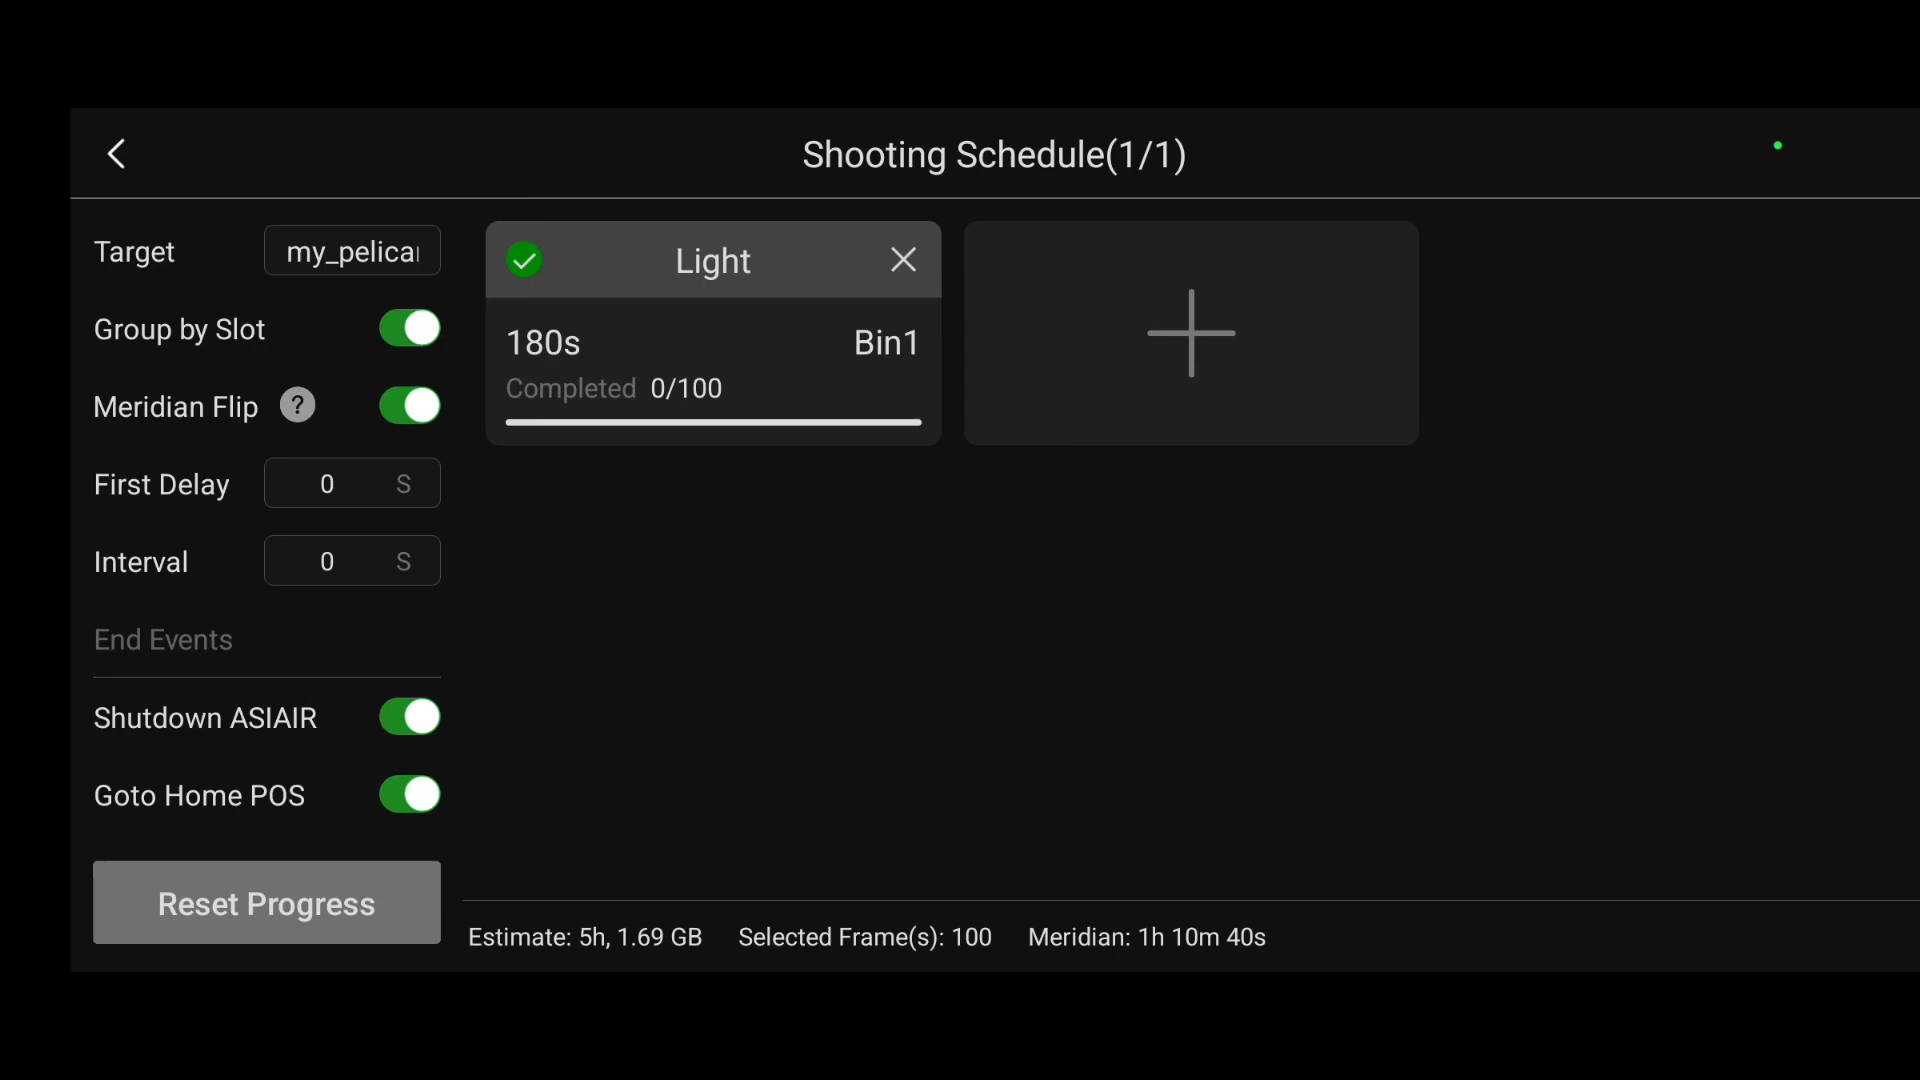 Shooting Schedule(1/1)
Target
Group by Slot
Meridian Flip ?
First Delay 0 S
Interval 0 S
End Events
Shutdown ASIAIR
Goto Home POS
Reset Progress
Light
180s Bin1
Completed 0/100
Estimate: 5h, 1.69 GB Selected Frame(s): 100 Meridian: 1h 10m 40s